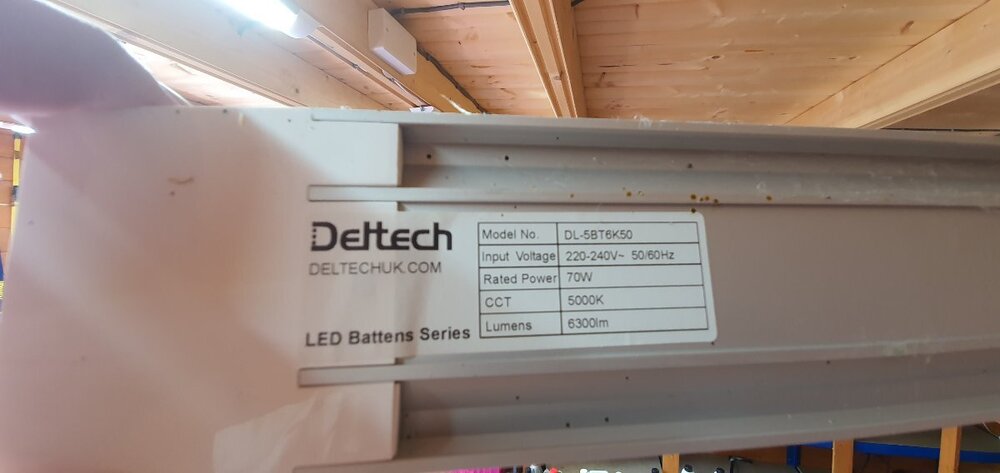 Deltech
DELTECHUK.COM
LED Battens Series
Model No. DL-5BT6K50
Input Voltage 220-240V~ 50/60Hz
Rated Power 70W
CCT 5000K
Lumens 6300lm